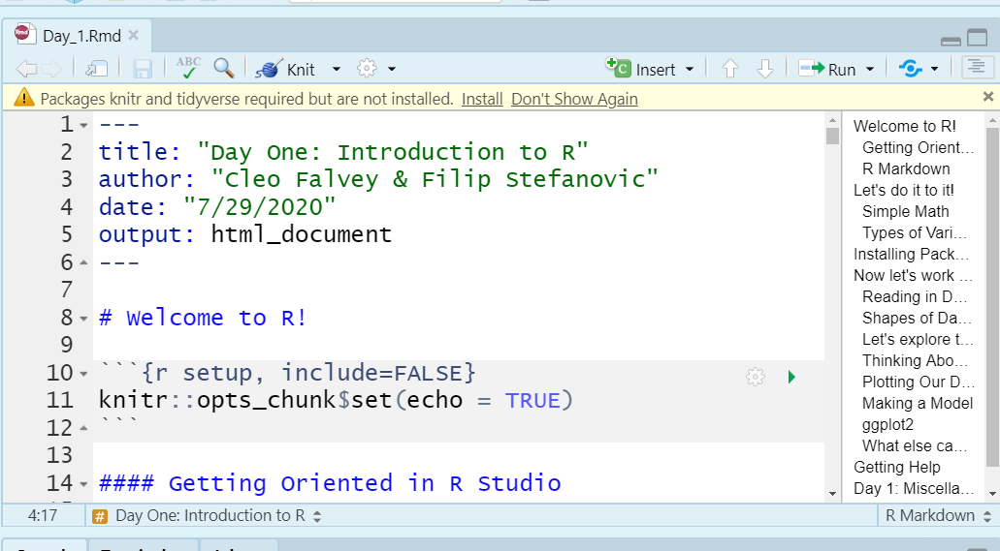 Day_1.Rmd
ABC
Knit
Insert
Run
Packages knitr and tidyverse required but are not installed. Install Don't Show Again
1 ---
2 title: "Day One: Introduction to R"
3 author: "Cleo Falvey & Filip Stefanovic"
4 date: "7/29/2020"
5 output: html_document
6 ---
7
8 # Welcome to R!
9
10 ```{r setup, include=FALSE}
11 knitr::opts_chunk$set(echo = TRUE)
12 ```
13
14 #### Getting Oriented in R Studio
Welcome to R!
Getting Orient...
R Markdown
Let's do it to it!
Simple Math
Types of Vari...
Installing Pack...
Now let's work ...
Reading in D...
Shapes of Da...
Let's explore t...
Thinking Abo...
Plotting Our D...
Making a Model
ggplot2
What else ca...
Getting Help
Day 1: Miscella...
4:17
# Day One: Introduction to R
R Markdown